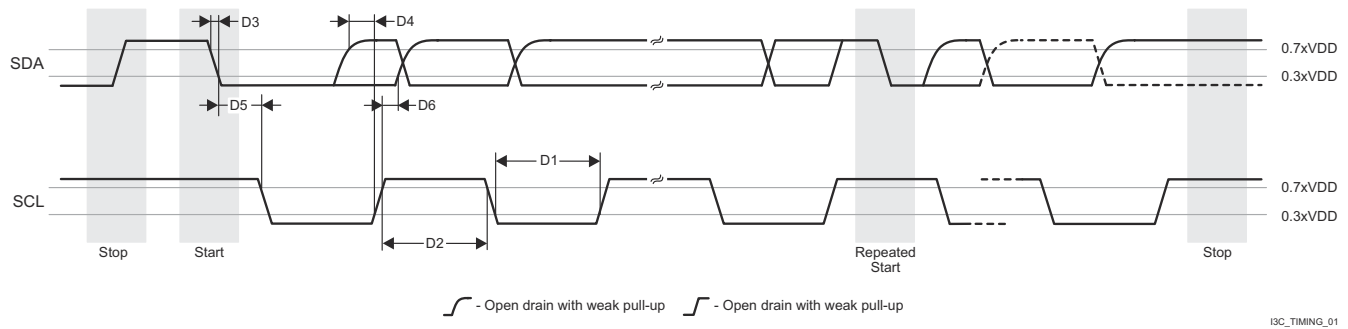 D3
D4
SDA
0.7xVDD
0.3xVDD
D5
D6
D1
SCL
0.7xVDD
0.3xVDD
D2
Stop
Start
Repeated
Start
Stop
- Open drain with weak pull-up
- Open drain with weak pull-up
I3C_TIMING_01